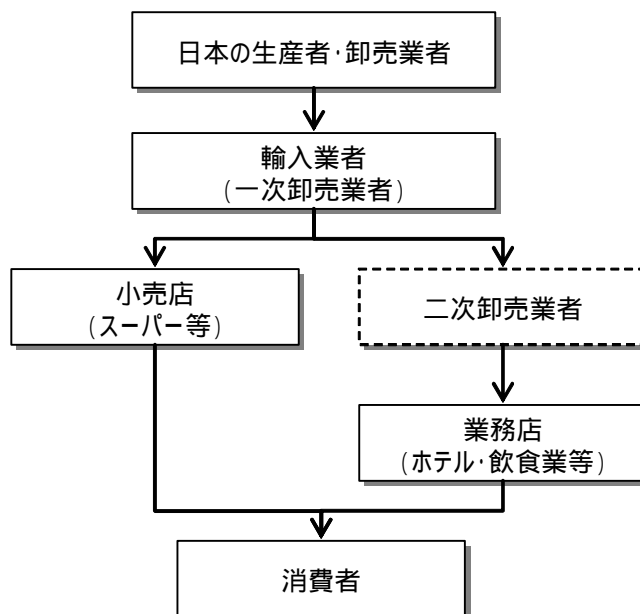 日本の生産者･卸売業者
輸入業者
(一次卸売業者)
小売店
(スーパー等)
二次卸売業者
業務店
(ホテル･飲食業等)
消費者